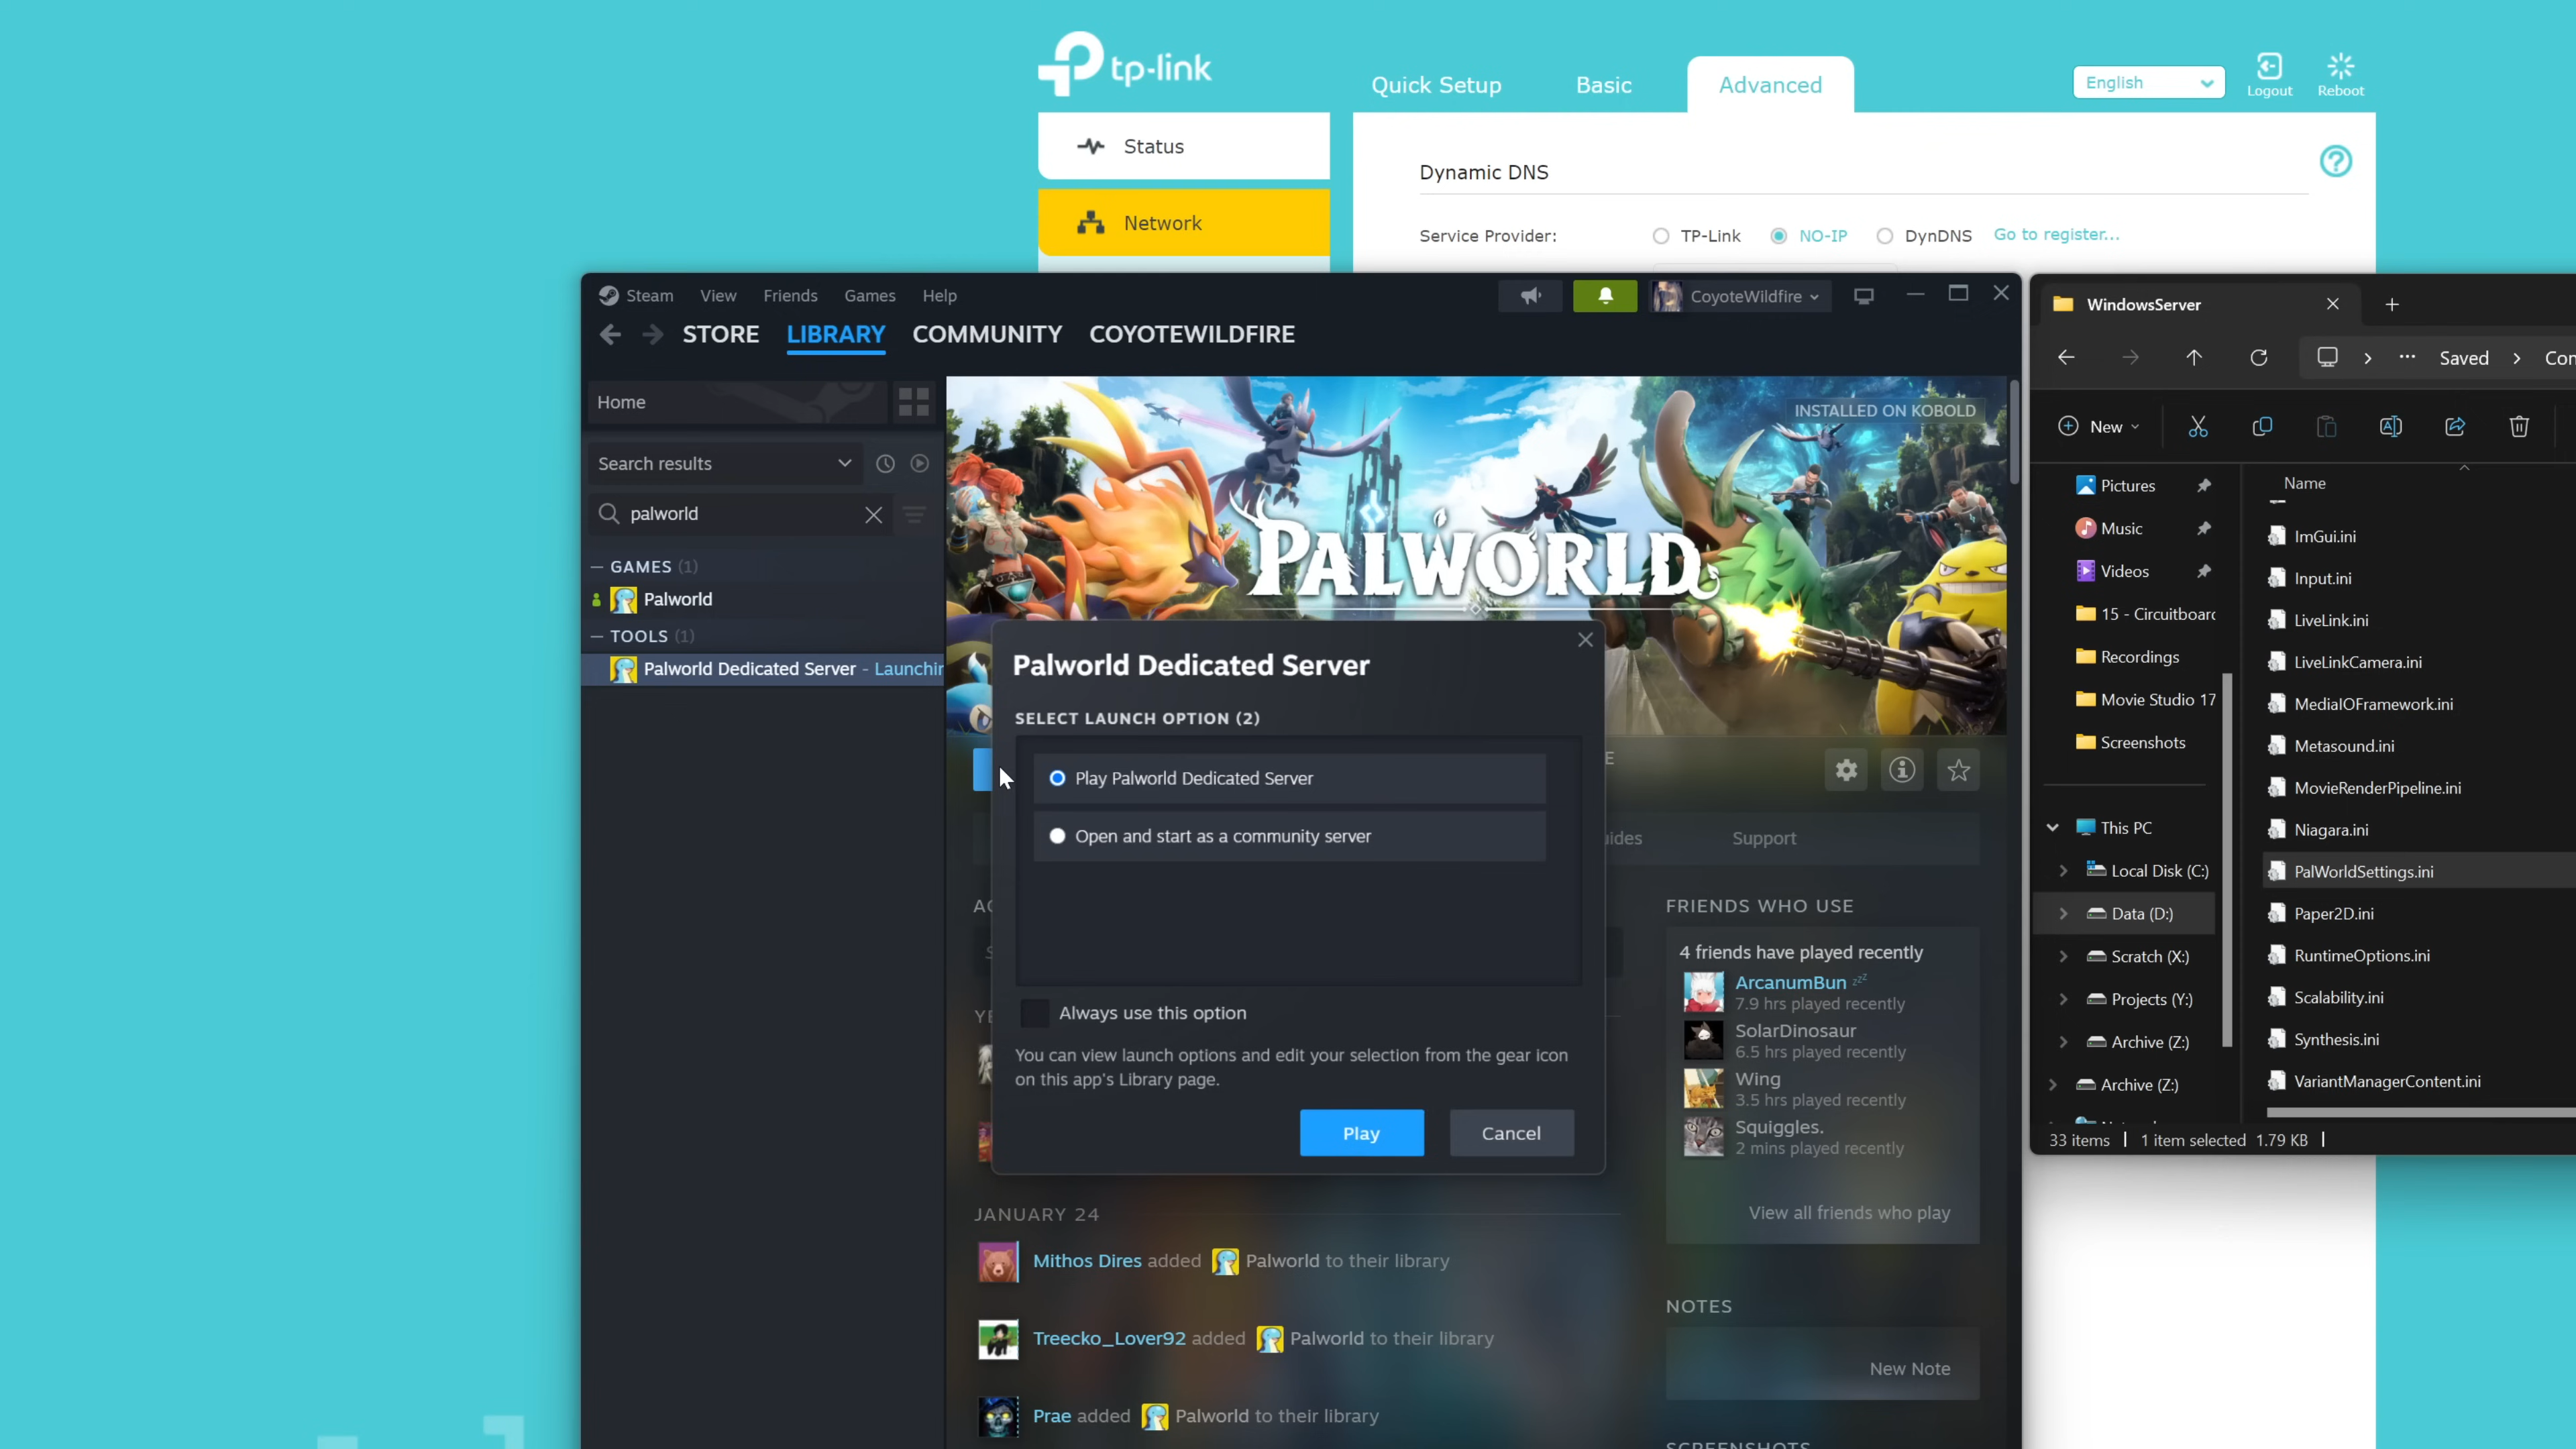 tp-link
Quick Setup
Basic
Advanced
English
Logout
Reboot
Status
Network
Dynamic DNS
Service Provider:
TP-Link
NO-IP
DynDNS
Go to register...
Steam
View
Friends
Games
Help
CoyoteWildfire
STORE
LIBRARY
COMMUNITY
COYOTEWILDFIRE
Home
Search results
palworld
— GAMES (1)
Palworld
— TOOLS (1)
Palworld Dedicated Server - Launchin
INSTALLED ON KOBOLD
PALWORLD
Palworld Dedicated Server
SELECT LAUNCH OPTION (2)
Play Palworld Dedicated Server
Open and start as a community server
Always use this option
You can view launch options and edit your selection from the gear icon
on this app's Library page.
Play
Cancel
Support
FRIENDS WHO USE
4 friends have played recently
ArcanumBun zzz
7.9 hrs played recently
SolarDinosaur
6.5 hrs played recently
Wing
3.5 hrs played recently
Squiggles.
2 mins played recently
View all friends who play
JANUARY 24
Mithos Dires added Palworld to their library
Treecko_Lover92 added Palworld to their library
Prae added Palworld to their library
NOTES
New Note
SCREENSHOTS
WindowsServer
Saved
Con
New
Pictures
Music
Videos
15 - Circuitboard
Recordings
Movie Studio 17
Screenshots
This PC
Local Disk (C:)
Data (D:)
Scratch (X:)
Projects (Y:)
Archive (Z:)
Archive (Z:)
Name
ImGui.ini
Input.ini
LiveLink.ini
LiveLinkCamera.ini
MediaIOFramework.ini
Metasound.ini
MovieRenderPipeline.ini
Niagara.ini
PalWorldSettings.ini
Paper2D.ini
RuntimeOptions.ini
Scalability.ini
Synthesis.ini
VariantManagerContent.ini
33 items
1 item selected 1.79 KB